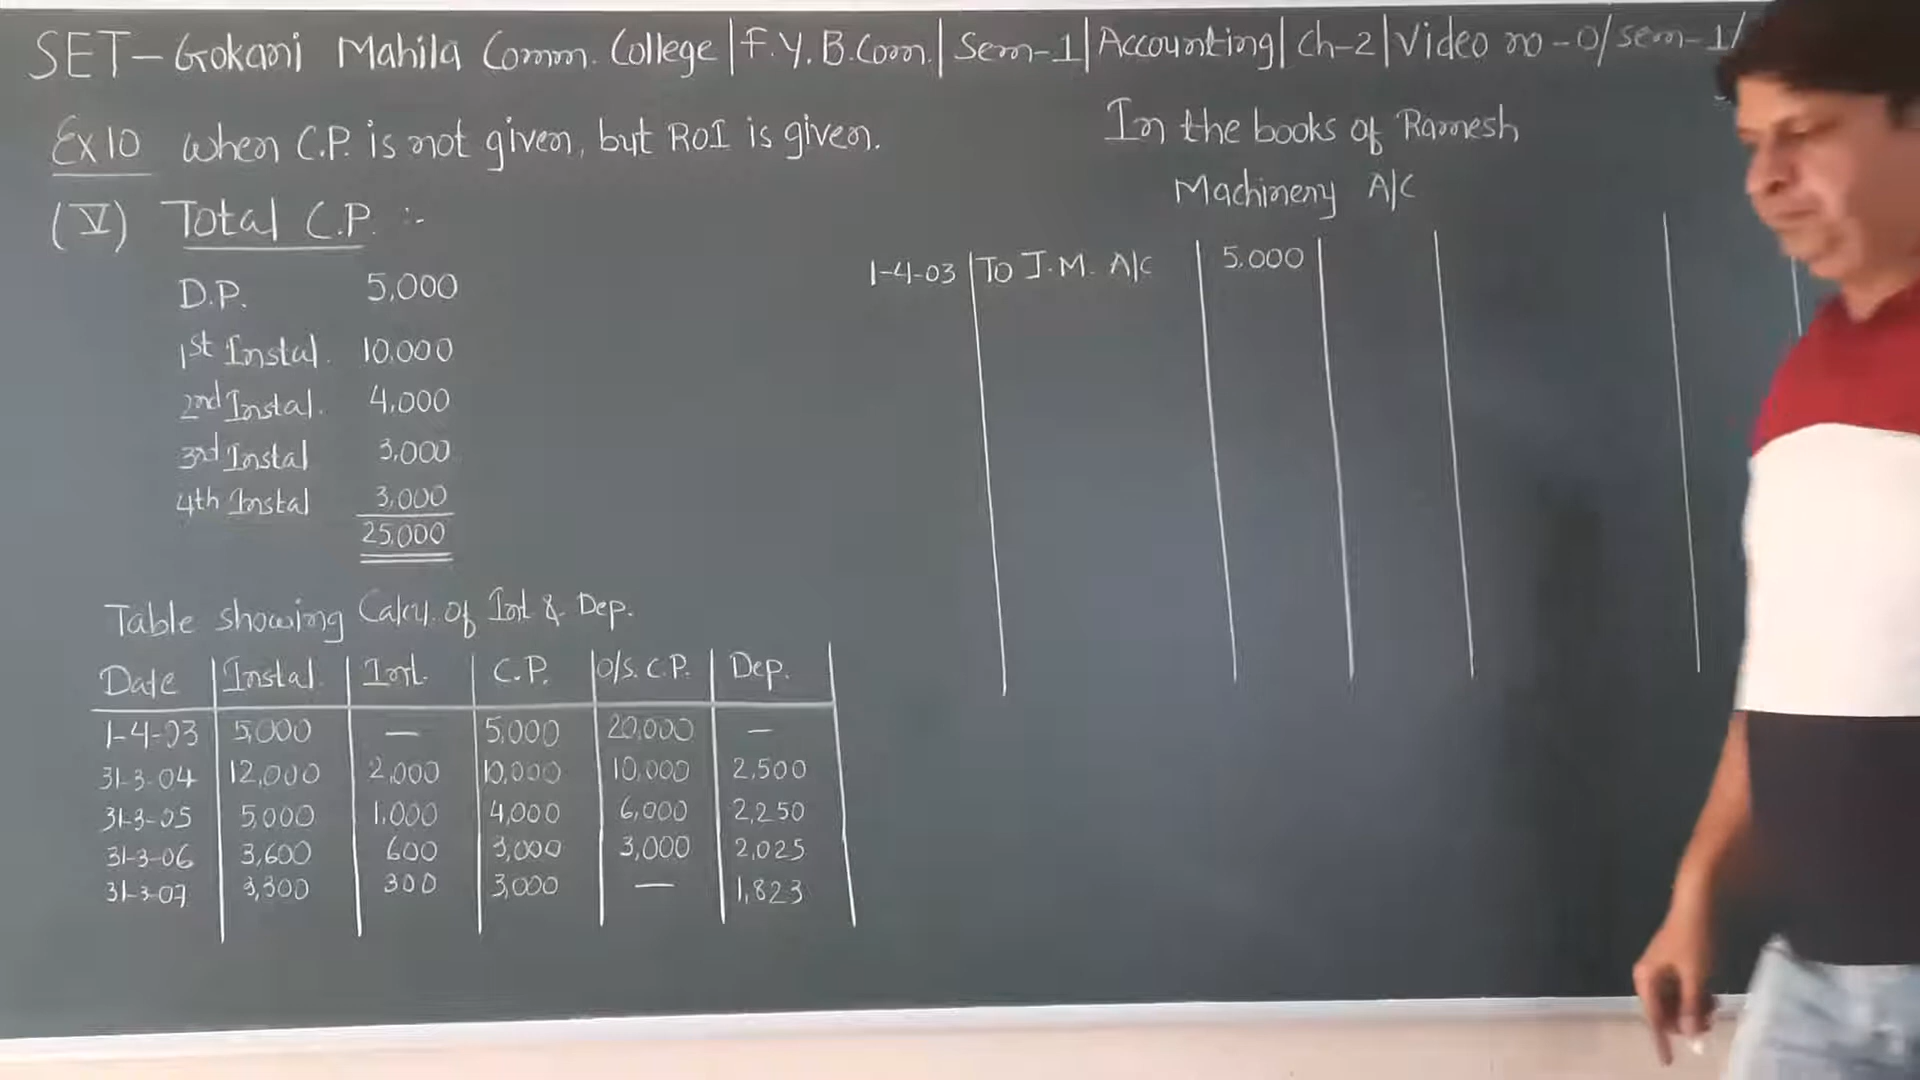 SET-Gokani Mahila Comm. College | F.Y. B.Com. | Sem-1 | Accounting | Ch-2 | Video no-0/sem-1/
Ex 10 When C.P. is not given, but RoI is given.
(V) Total C.P. :-
D.P. 5,000
1st Instal. 10,000
2nd Instal. 4,000
3rd Instal 3,000
4th Instal 3,000
25,000
Table showing Calcu. of Int & Dep.
Date Instal. Int. C.P. O/S. C.P. Dep.
1-4-03 5,000 — 5,000 20,000 —
31-3-04 12,000 2,000 10,000 10,000 2,500
31-3-05 5,000 1,000 4,000 6,000 2,250
31-3-06 3,600 600 3,000 3,000 2,025
31-3-07 3,300 300 3,000 — 1,823
In the books of Ramesh
Machinery A/C
1-4-03 To J.M. A/C 5,000